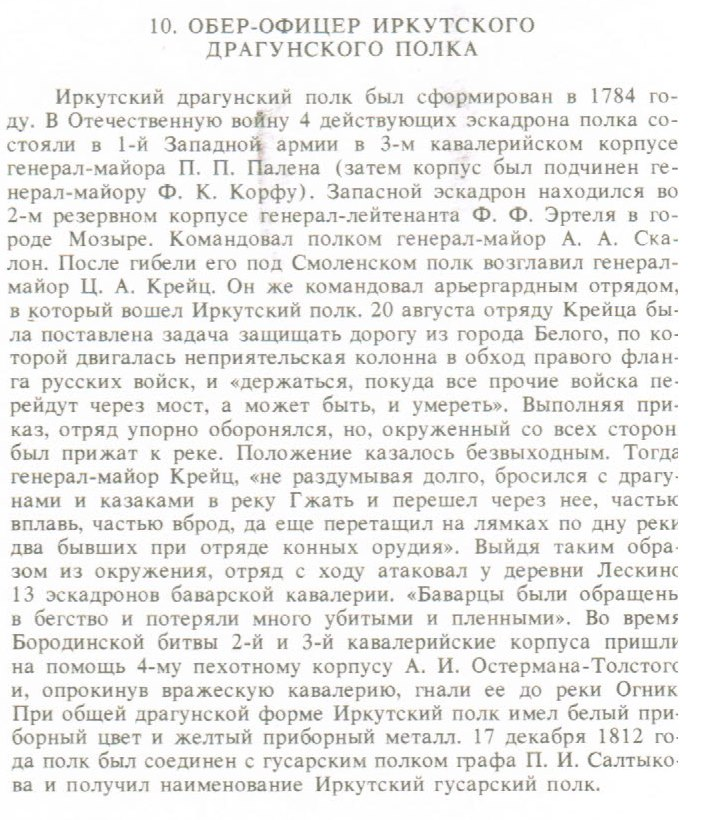 10. ОБЕР-ОФИЦЕР ИРКУТСКОГО
ДРАГУНСКОГО ПОЛКА
Иркутский драгунский полк был сформирован в 1784 го-
ду. В Отечественную войну 4 действующих эскадрона полка со-
стояли в 1-й Западной армии в 3-м кавалерийском корпусе
генерал-майора П. П. Палена (затем корпус был подчинен ге-
нерал-майору Ф. К. Корфу). Запасной эскадрон находился во
2-м резервном корпусе генерал-лейтенанта Ф. Ф. Эртеля в го-
роде Мозыре. Командовал полком генерал-майор А. А. Ска-
лон. После гибели его под Смоленском полк возглавил генерал-
майор Ц. А. Крейц. Он же командовал арьергардным отрядом,
в который вошел Иркутский полк. 20 августа отряду Крейца бы-
ла поставлена задача защищать дорогу из города Белого, по ко-
торой двигалась неприятельская колонна в обход правого флан-
га русских войск, и «держаться, покуда все прочие войска пе-
рейдут через мост, а может быть, и умереть». Выполняя при-
каз, отряд упорно оборонялся, но, окруженный со всех сторон
был прижат к реке. Положение казалось безвыходным. Тогда
генерал-майор Крейц, «не раздумывая долго, бросился с драгу-
нами и казаками в реку Гжать и перешел через нее, частью
вплавь, частью вброд, да еще перетащил на лямках по дну реки
два бывших при отряде конных орудия». Выйдя таким обра-
зом из окружения, отряд с ходу атаковал у деревни Лескино
13 эскадронов баварской кавалерии. «Баварцы были обращены
в бегство и потеряли много убитыми и пленными». Во время
Бородинской битвы 2-й и 3-й кавалерийские корпуса пришли
на помощь 4-му пехотному корпусу А. И. Остермана-Толстого
и, опрокинув вражескую кавалерию, гнали ее до реки Огник
При общей драгунской форме Иркутский полк имел белый при-
борный цвет и желтый приборный металл. 17 декабря 1812 го-
да полк был соединен с гусарским полком графа П. И. Салтыко-
ва и получил наименование Иркутский гусарский полк.